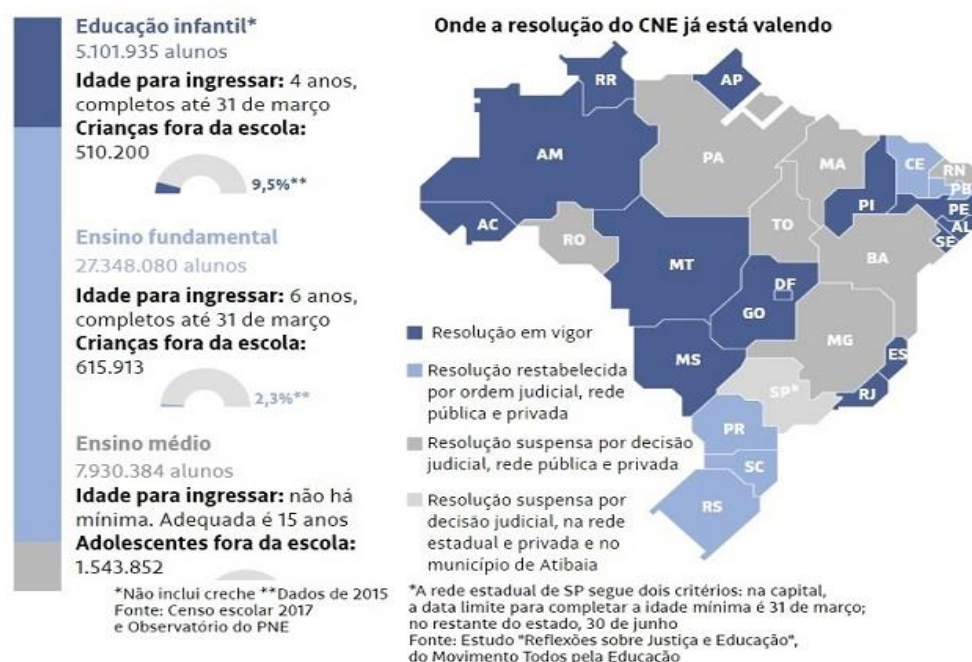 Educação infantil*
5.101.935 alunos
Idade para ingressar: 4 anos,
completos até 31 de março
Crianças fora da escola:
510.200
9,5%**
Ensino fundamental
27.348.080 alunos
Idade para ingressar: 6 anos,
completos até 31 de março
Crianças fora da escola:
615.913
2,3%**
Ensino médio
7.930.384 alunos
Idade para ingressar: não há
mínima. Adequada é 15 anos
Adolescentes fora da escola:
1.543.852
*Não inclui creche **Dados de 2015
Fonte: Censo escolar 2017
e Observatório do PNE
Onde a resolução do CNE já está valendo
RR
AP
AM
PA
MA
CE
RN
PB
PE
AL
SE
PI
AC
RO
TO
BA
MT
DF
GO
MG
ES
MS
SP*
RJ
PR
SC
RS
Resolução em vigor
Resolução restabelecida
por ordem judicial, rede
pública e privada
Resolução suspensa por decisão
judicial, rede pública e privada
Resolução suspensa por
decisão judicial, na rede
estadual e privada e no
município de Atibaia
*A rede estadual de SP segue dois critérios: na capital,
a data limite para completar a idade mínima é 31 de março;
no restante do estado, 30 de junho
Fonte: Estudo "Reflexões sobre Justiça e Educação",
do Movimento Todos pela Educação